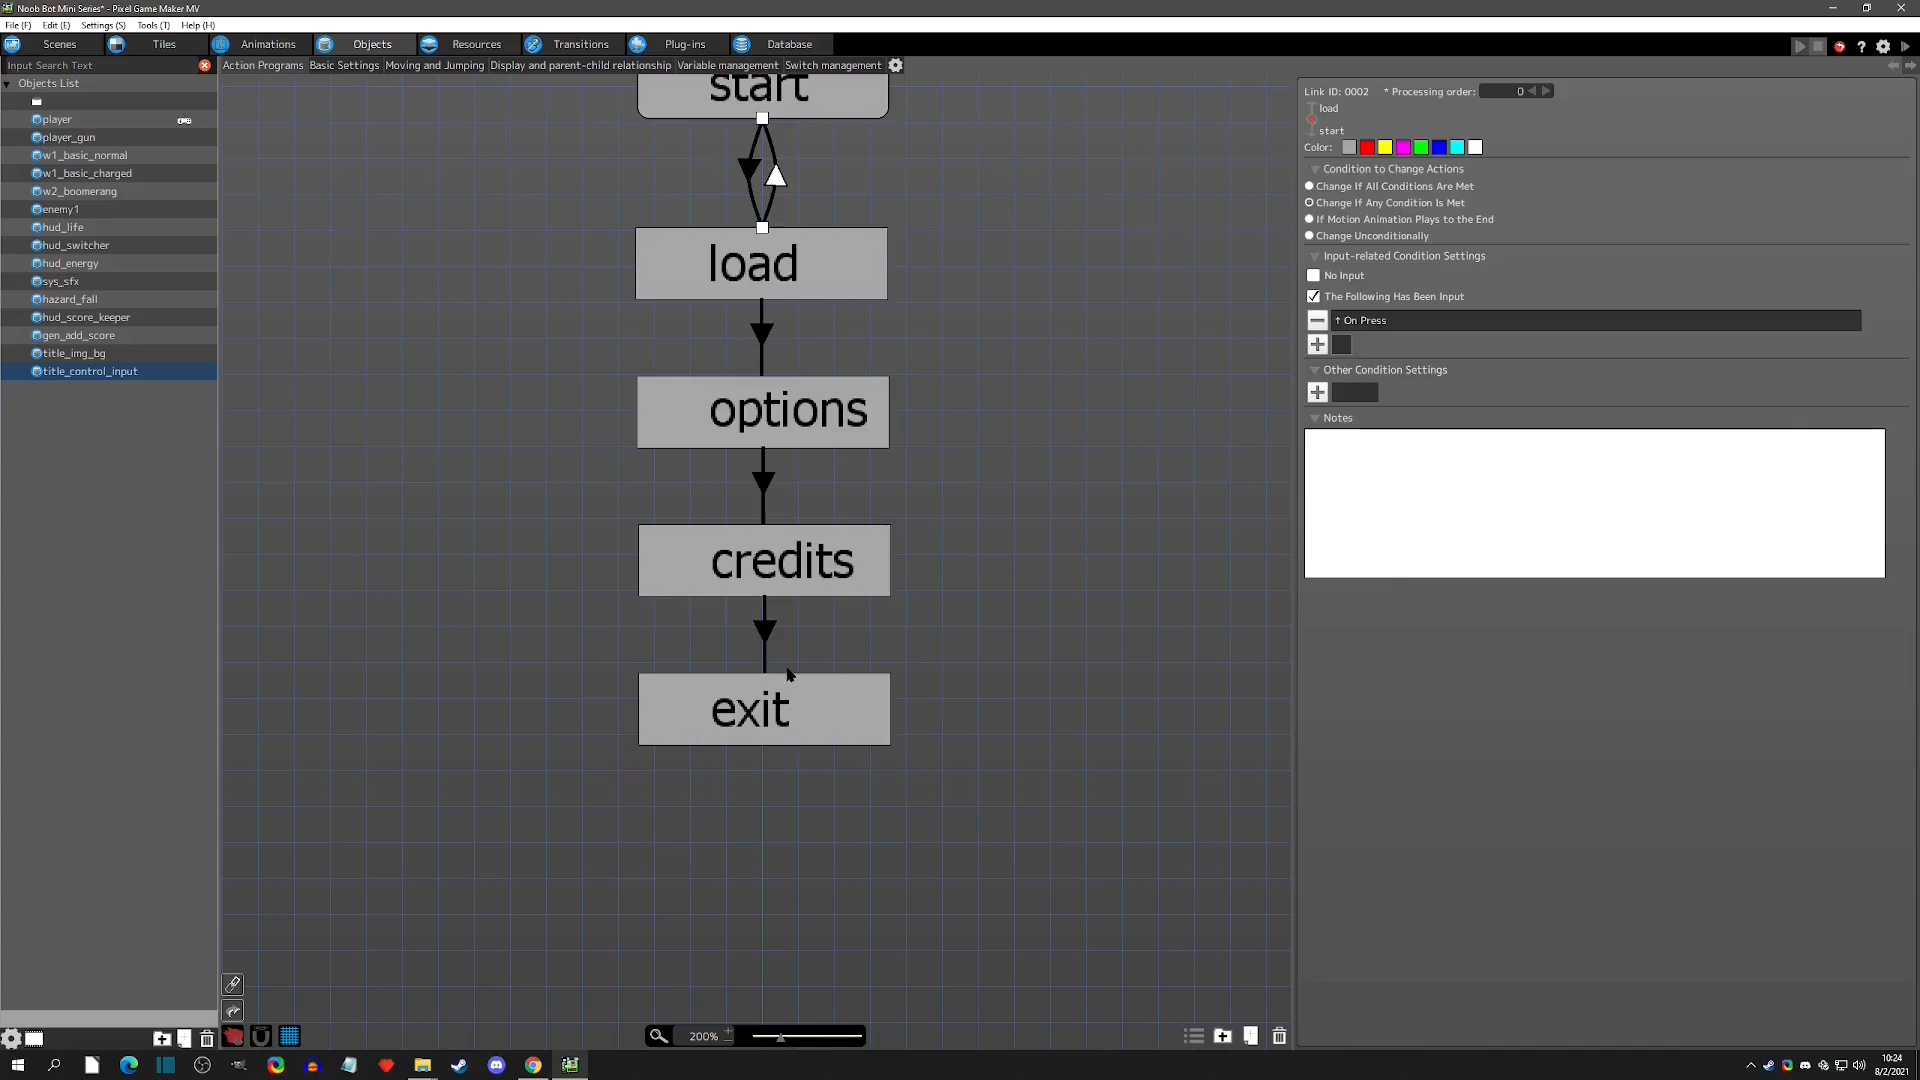 Noob Bot Mini Series* - Pixel Game Maker MV
File (F) Edit (E) Settings (S) Tools (T) Help (H)
Scenes Tiles Animations Objects Resources Transitions Plug-ins Database
Input Search Text
Action Programs Basic Settings Moving and Jumping Display and parent-child relationship Variable management Switch management
Objects List
player
player_gun
w1_basic_normal
w1_basic_charged
w2_boomerang
enemy1
hud_life
hud_switcher
hud_energy
sys_sfx
hazard_fall
hud_score_keeper
gen_add_score
title_img_bg
title_control_input
start
load
options
credits
exit
200%
Link ID: 0002 * Processing order: 0
load
start
Color:
Condition to Change Actions
Change If All Conditions Are Met
Change If Any Condition Is Met
If Motion Animation Plays to the End
Change Unconditionally
Input-related Condition Settings
No Input
The Following Has Been Input
↑ On Press
Other Condition Settings
Notes
10:24
8/2/2021